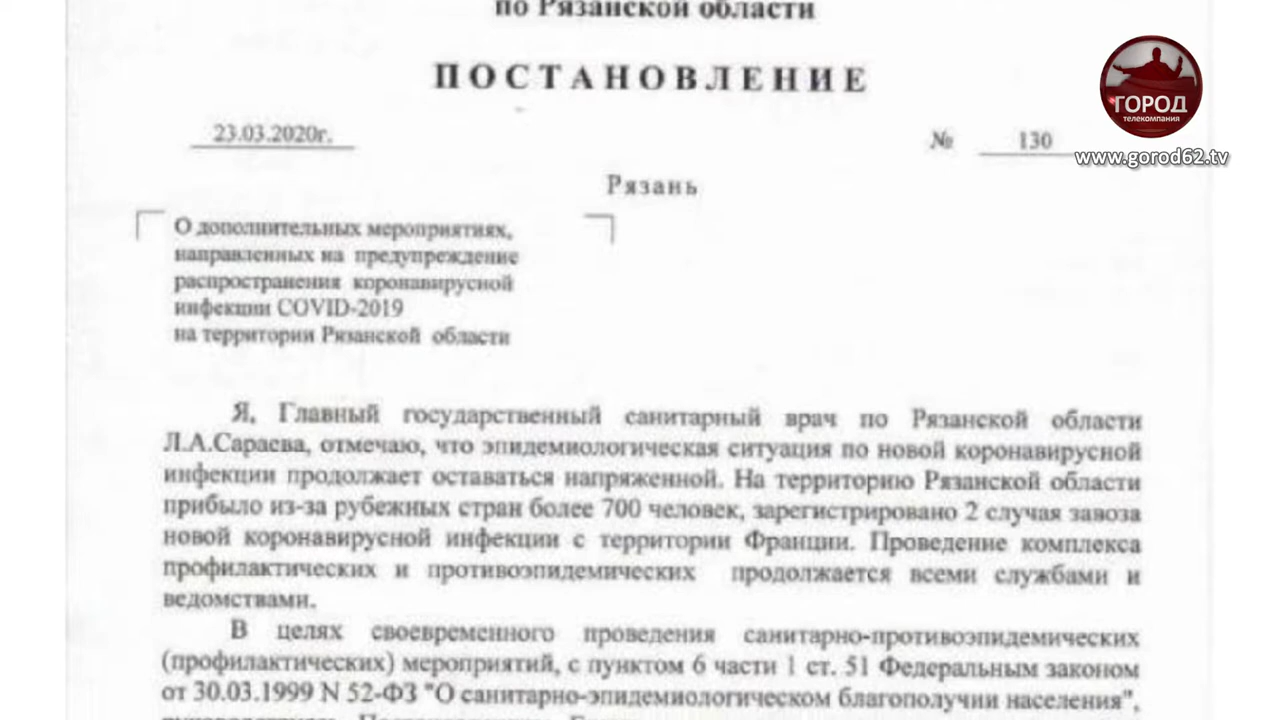 по Рязанской области
ПОСТАНОВЛЕНИЕ
ГОРОД
телекомпания
www.gorod62.tv
23.03.2020г.
№ 130
Рязань
О дополнительных мероприятиях,
направленных на предупреждение
распространения коронавирусной
инфекции COVID-2019
на территории Рязанской области
Я, Главный государственный санитарный врач по Рязанской области
Л.А.Сараева, отмечаю, что эпидемиологическая ситуация по новой коронавирусной
инфекции продолжает оставаться напряженной. На территорию Рязанской области
прибыло из-за рубежных стран более 700 человек, зарегистрировано 2 случая завоза
новой коронавирусной инфекции с территории Франции. Проведение комплекса
профилактических и противоэпидемических продолжается всеми службами и
ведомствами.
В целях своевременного проведения санитарно-противоэпидемических
(профилактических) мероприятий, с пунктом 6 части 1 ст. 51 Федеральным законом
от 30.03.1999 N 52-ФЗ "О санитарно-эпидемиологическом благополучии населения",